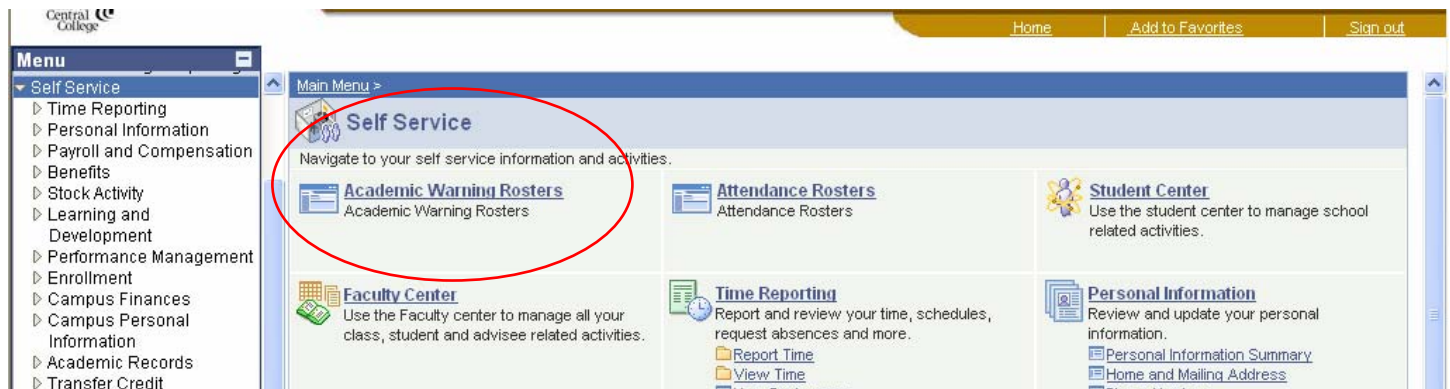 Central
College
Home
Add to Favorites
Sign out
Menu
Self Service
Time Reporting
Personal Information
Payroll and Compensation
Benefits
Stock Activity
Learning and
Development
Performance Management
Enrollment
Campus Finances
Campus Personal
Information
Academic Records
Transfer Credit
Main Menu >
Self Service
Navigate to your self service information and activities.
Academic Warning Rosters
Academic Warning Rosters
Attendance Rosters
Attendance Rosters
Student Center
Use the student center to manage school
related activities.
Faculty Center
Use the Faculty center to manage all your
class, student and advisee related activities.
Time Reporting
Report and review your time, schedules,
request absences and more.
Report Time
View Time
Personal Information
Review and update your personal
information.
Personal Information Summary
Home and Mailing Address